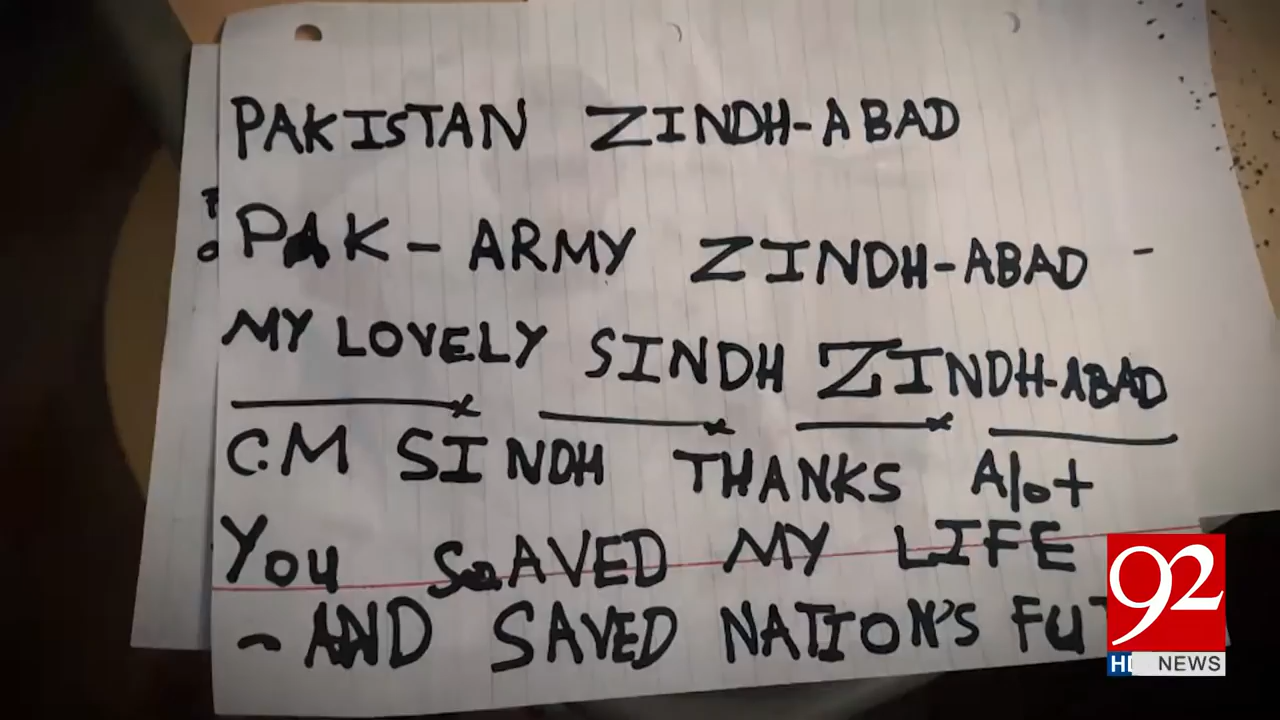 PAKISTAN ZINDH-ABAD
PAK-ARMY ZINDH-ABAD -
MY LOVELY SINDH ZINDH-ABAD
C.M SINDH THANKS Alot
You SaAVED MY LIFE
- AND SAVED NATION'S FUT
92
HD NEWS